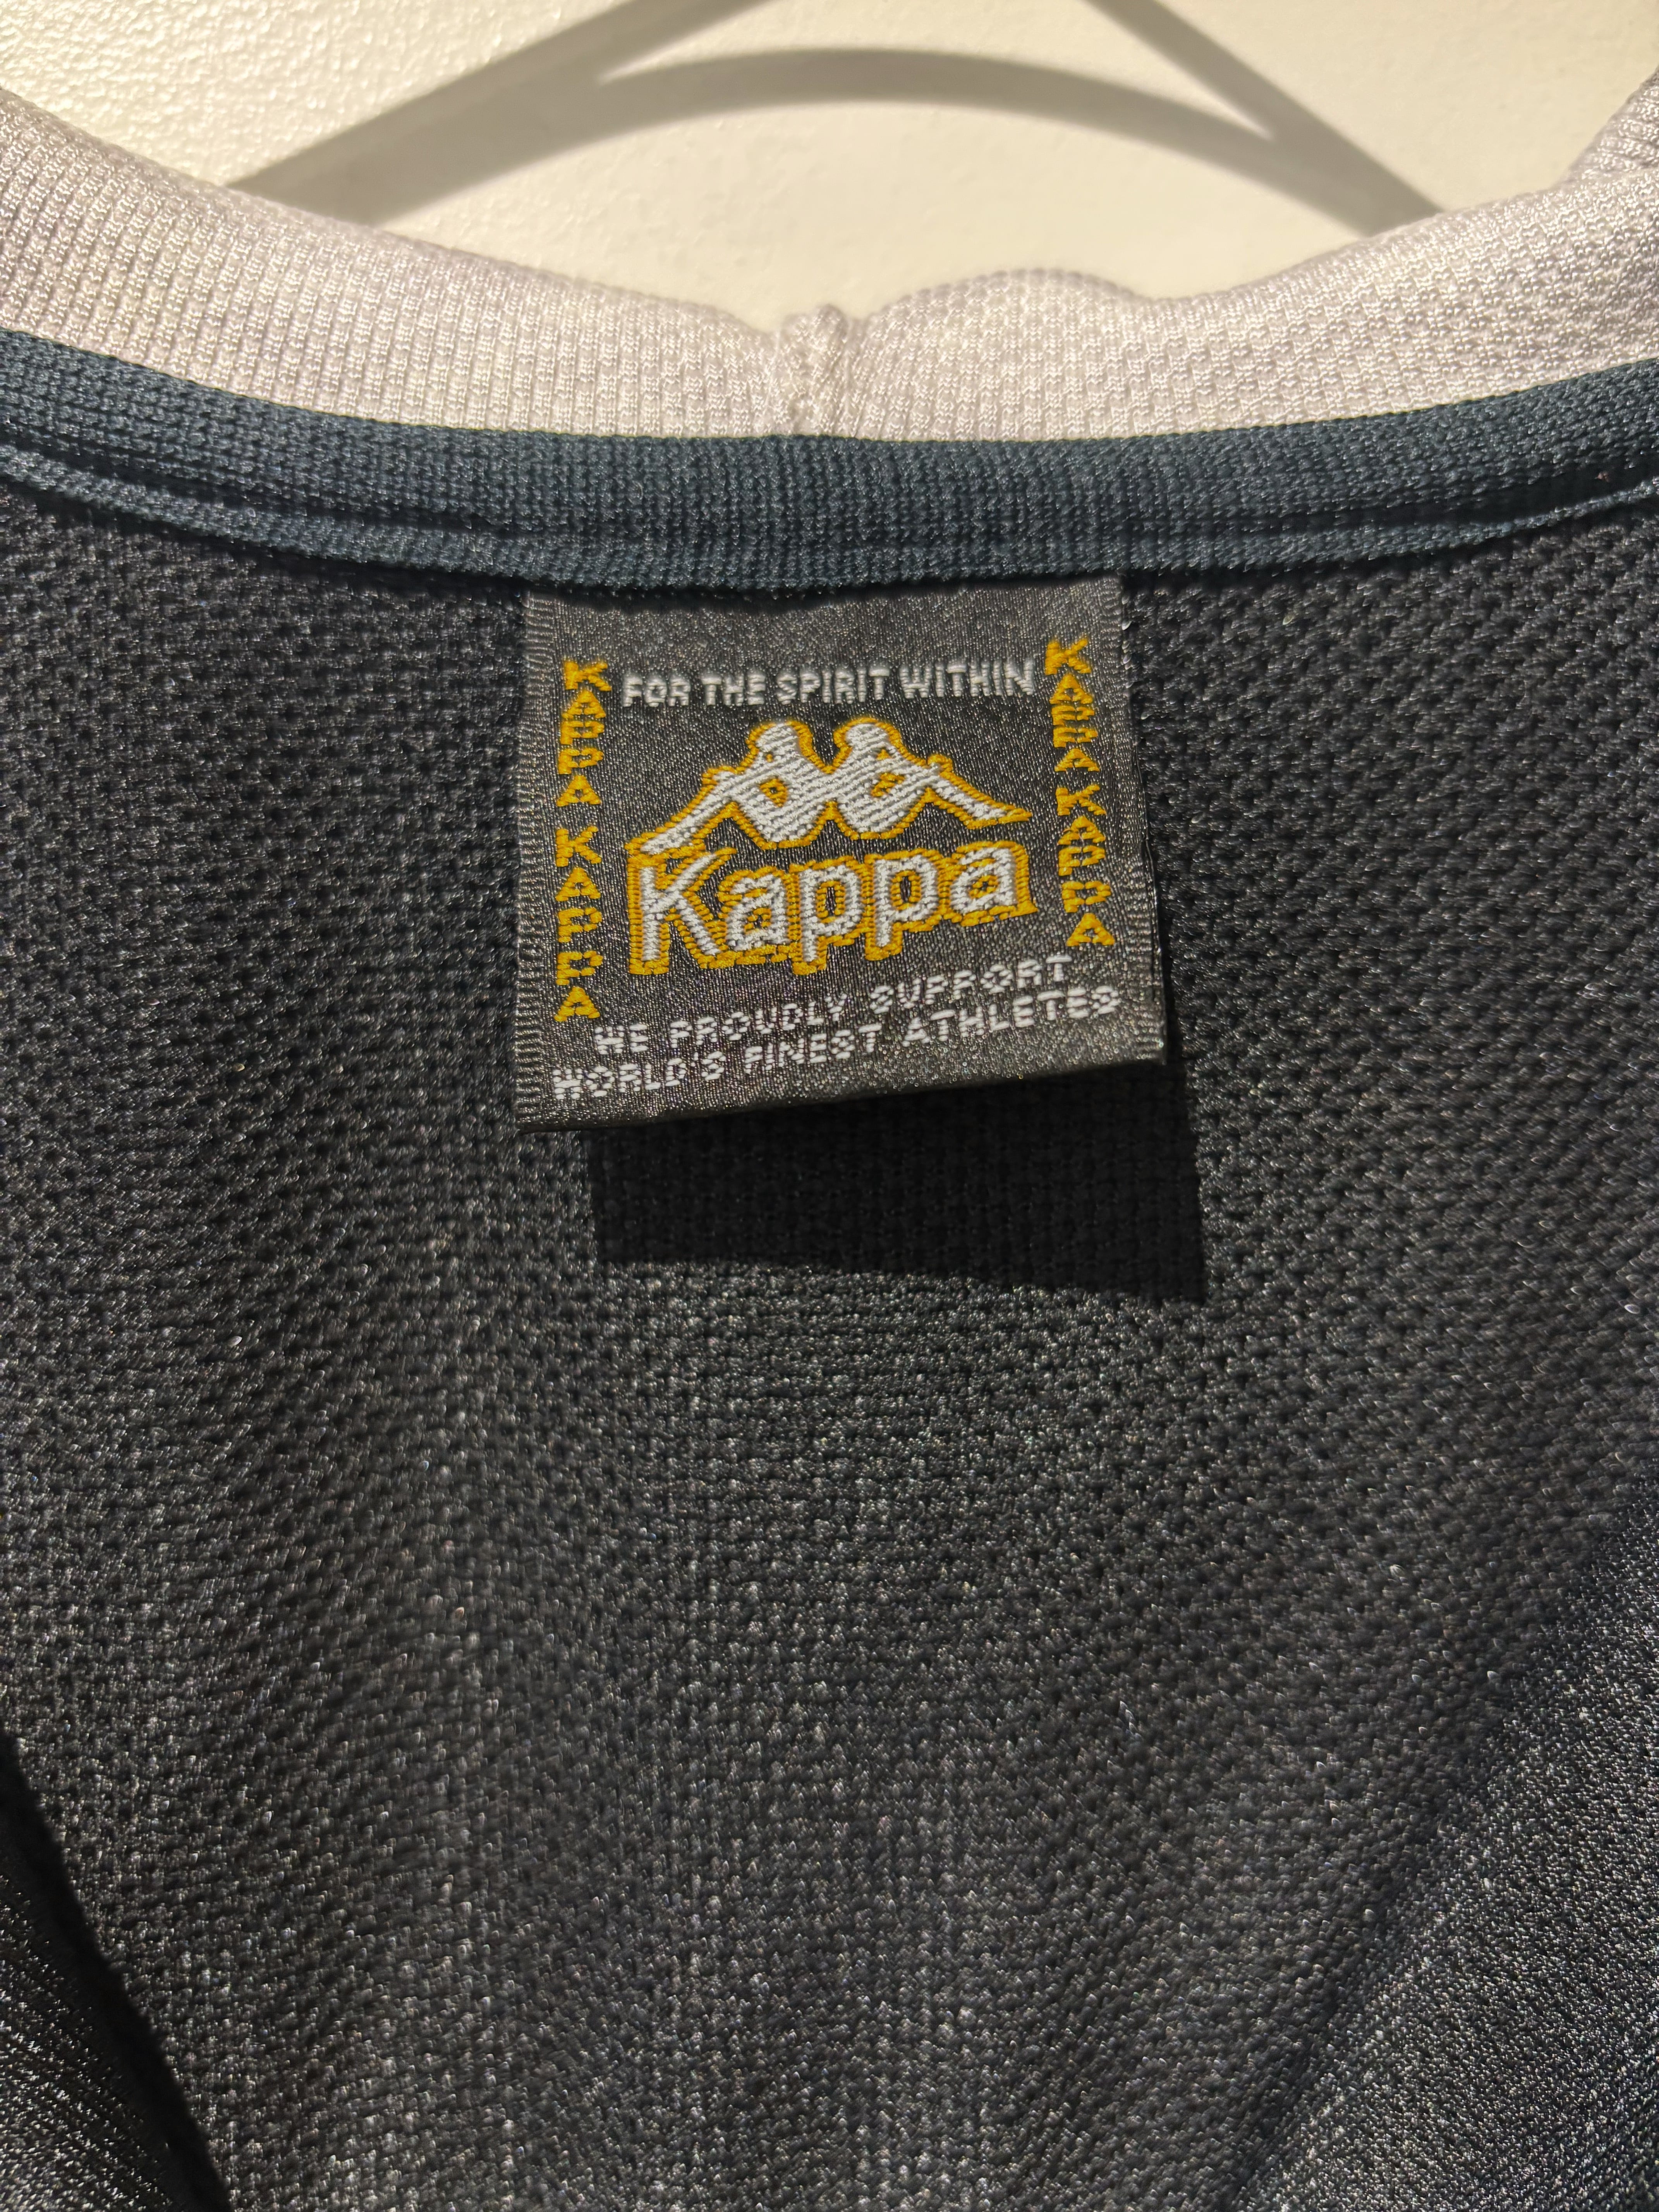 FOR THE SPIRIT WITHIN
KAPPA KAPPA
Kappa
KAPPA KAPPA
WE PROUDLY SUPPORT
WORLD'S FINEST ATHLETES